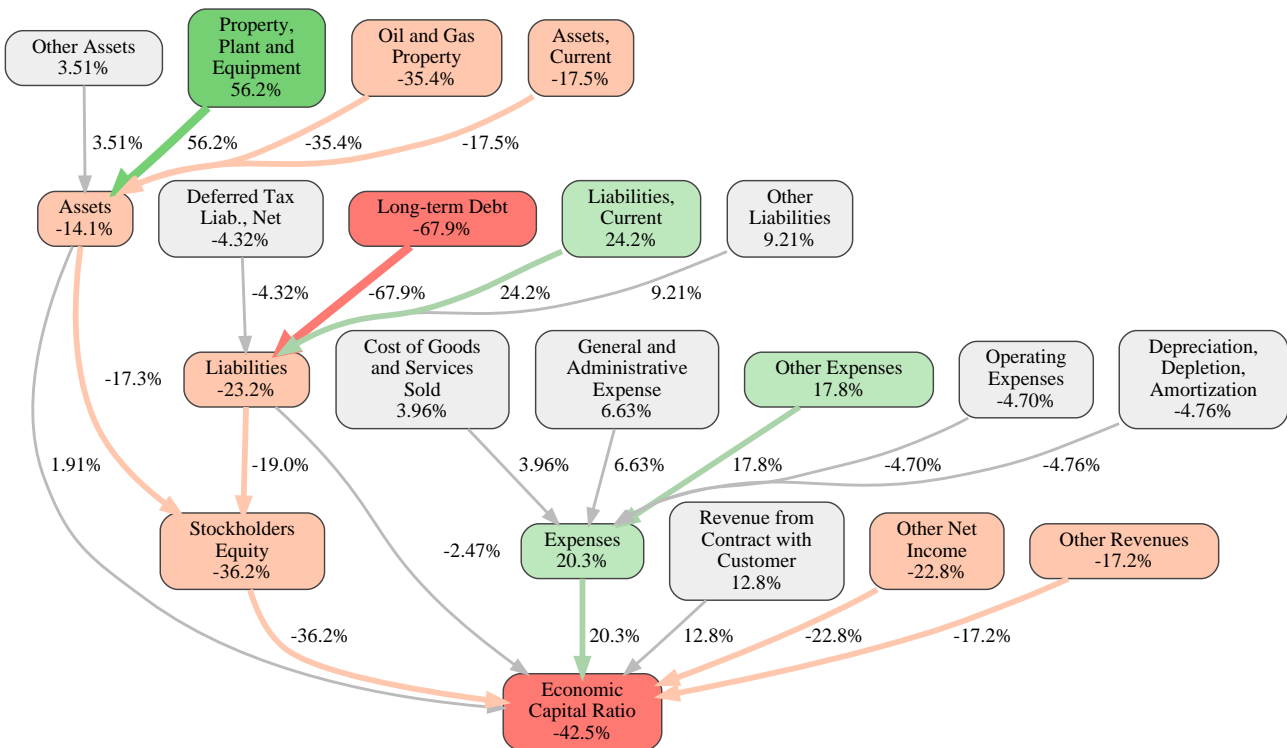 Other Assets
3.51%
Property,
Plant and
Equipment
56.2%
Oil and Gas
Property
-35.4%
Assets,
Current
-17.5%
3.51%
56.2%
-35.4%
-17.5%
Assets
-14.1%
Deferred Tax
Liab., Net
-4.32%
Long-term Debt
-67.9%
Liabilities,
Current
24.2%
Other
Liabilities
9.21%
-4.32%
-67.9%
24.2%
9.21%
-17.3%
Liabilities
-23.2%
Cost of Goods
and Services
Sold
3.96%
General and
Administrative
Expense
6.63%
Other Expenses
17.8%
Operating
Expenses
-4.70%
Depreciation,
Depletion,
Amortization
-4.76%
1.91%
-19.0%
3.96%
6.63%
17.8%
-4.70%
-4.76%
Stockholders
Equity
-36.2%
-2.47%
Expenses
20.3%
Revenue from
Contract with
Customer
12.8%
Other Net
Income
-22.8%
Other Revenues
-17.2%
-36.2%
20.3%
12.8%
-22.8%
-17.2%
Economic
Capital Ratio
-42.5%